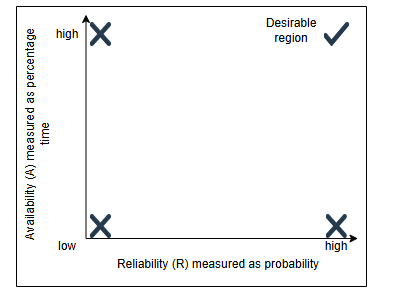 Desirable
region
high
Availability (A) measured as percentage
time
low
high
Reliability (R) measured as probability